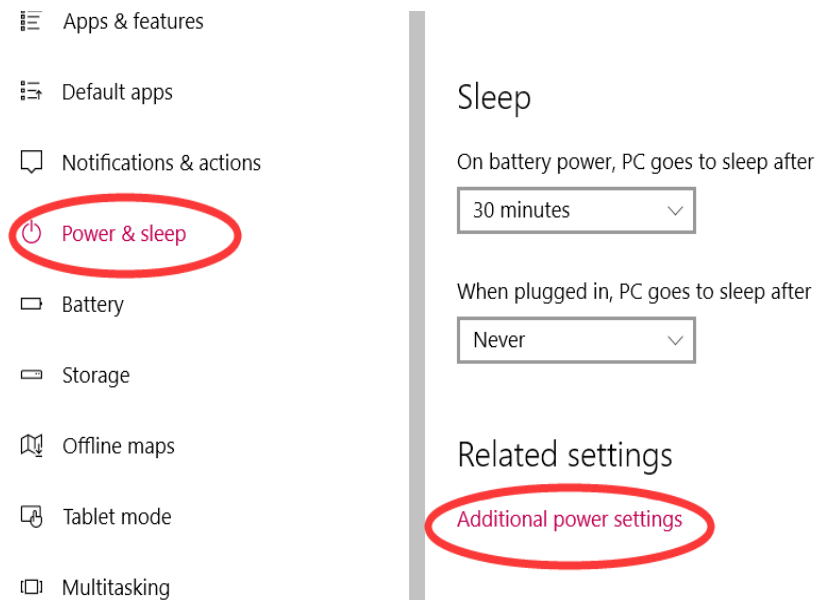 Apps & features
Default apps
Notifications & actions
Power & sleep
Battery
Storage
Offline maps
Tablet mode
Multitasking
Sleep
On battery power, PC goes to sleep after
30 minutes
When plugged in, PC goes to sleep after
Never
Related settings
Additional power settings